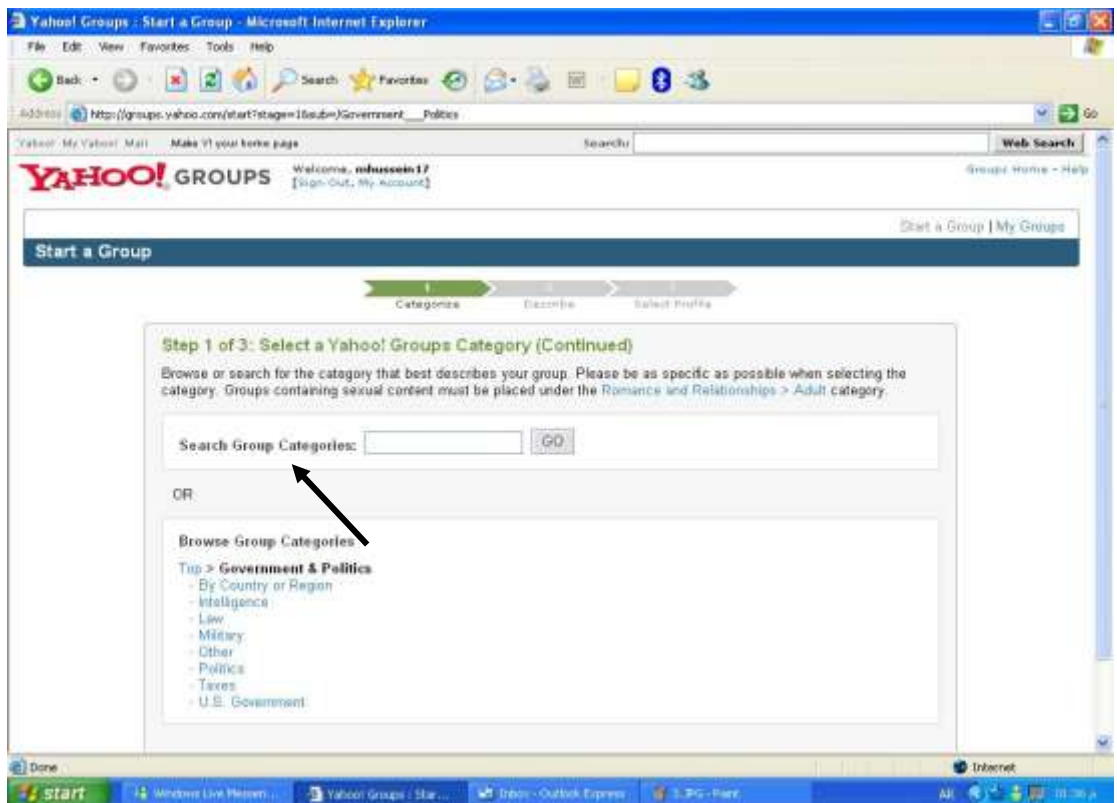 Yahoo! Groups : Start a Group - Microsoft Internet Explorer
File Edit View Favorites Tools Help
Back Search Favorites
Address http://groups.yahoo.com/start?stage=1&sub=/Government___Politics Go
Yahoo! My Yahoo! Mail Make Y! your home page Search: Web Search
YAHOO! GROUPS Welcome, mhussein17
[Sign Out, My Account]
Groups Home - Help
Start a Group | My Groups
Start a Group
1
Categorize Describe Select Profile
Step 1 of 3: Select a Yahoo! Groups Category (Continued)
Browse or search for the category that best describes your group. Please be as specific as possible when selecting the
category. Groups containing sexual content must be placed under the Romance and Relationships > Adult category.
Search Group Categories: GO
OR
Browse Group Categories
Top > Government & Politics
- By Country or Region
- Intelligence
- Law
- Military
- Other
- Politics
- Taxes
- U.S. Government
Done Internet
start Windows Live Messen... Yahoo! Groups : Star... Inbox - Outlook Express 3.JPG - Paint